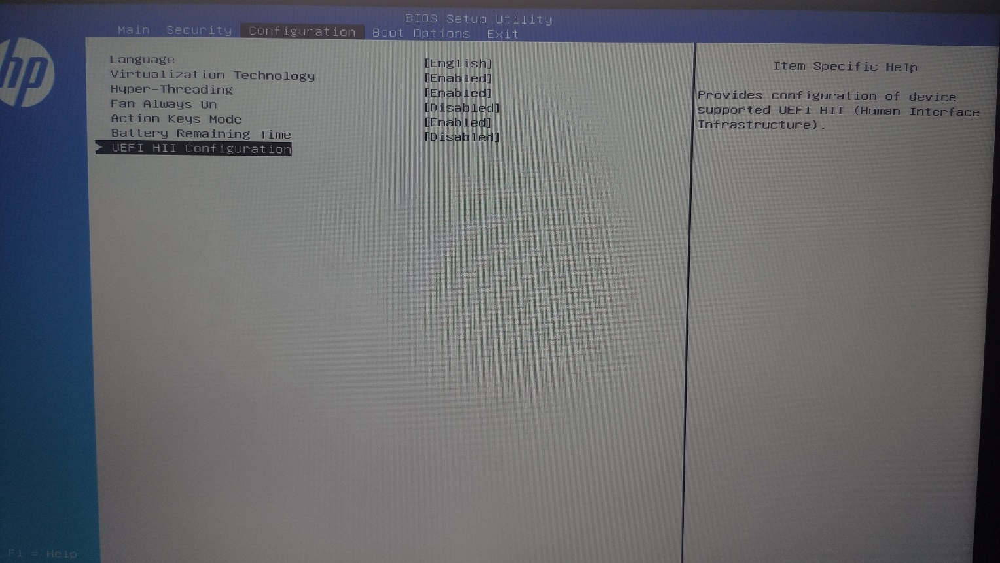 BIOS Setup Utility
Main Security Configuration Boot Options Exit
hp
Language [English]
Virtualization Technology [Enabled]
Hyper-Threading [Enabled]
Fan Always On [Disabled]
Action Keys Mode [Enabled]
Battery Remaining Time [Disabled]
UEFI HII Configuration
Item Specific Help
Provides configuration of device
supported UEFI HII (Human Interface
Infrastructure).
F1 = Help